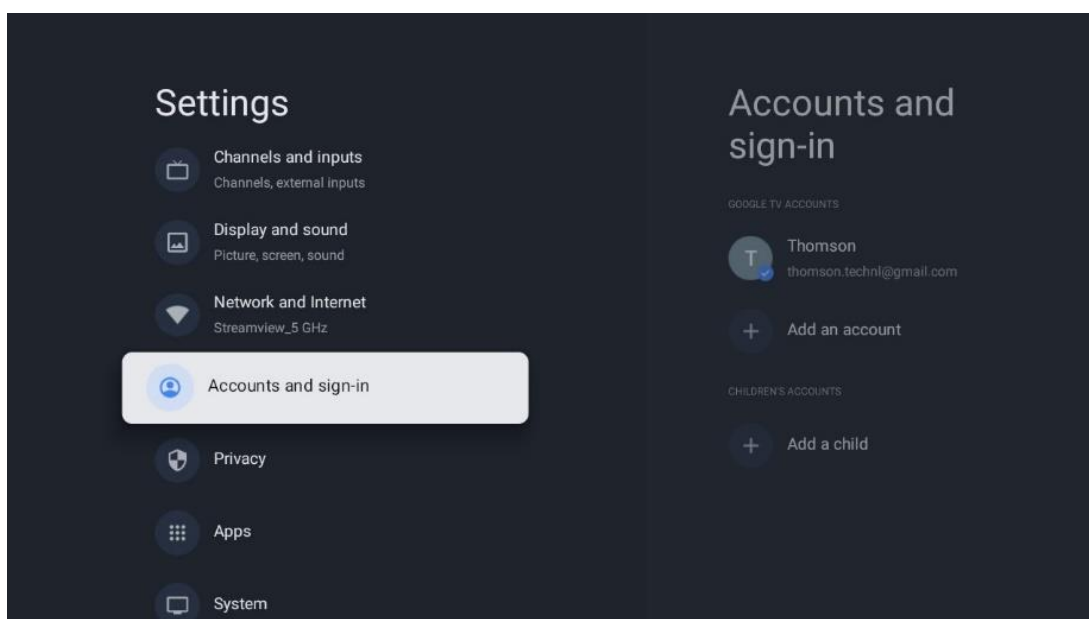 Settings
Channels and inputs
Channels, external inputs
Display and sound
Picture, screen, sound
Network and Internet
Streamview_5 GHz
Accounts and sign-in
Privacy
Apps
System
Accounts and
sign-in
GOOGLE TV ACCOUNTS
T
Thomson
thomson.technl@gmail.com
Add an account
CHILDREN'S ACCOUNTS
Add a child